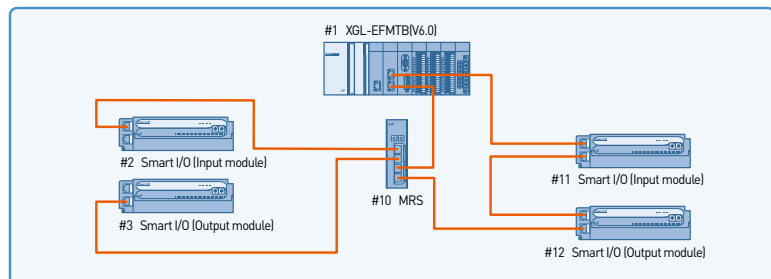 #1 XGL-EFMTB(V6.0)
#2 Smart I/O (Input module)
#3 Smart I/O (Output module)
#10 MRS
#11 Smart I/O (Input module)
#12 Smart I/O (Output module)